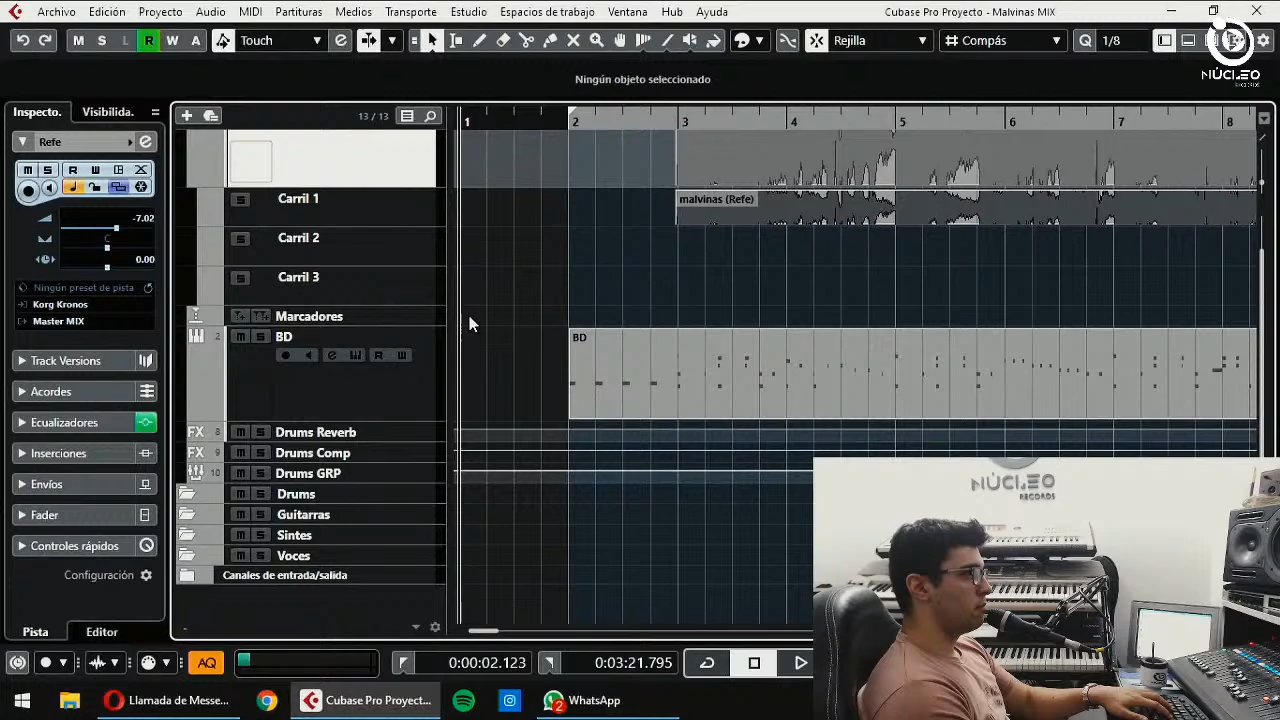 Archivo Edición Proyecto Audio MIDI Partituras Medios Transporte Estudio Espacios de trabajo Ventana Hub Ayuda Cubase Pro Proyecto - Malvinas MIX
M S L R W A Touch Rejilla Compás Q 1/8
NÚCLEO
Ningún objeto seleccionado
Inspecto. Visibilida. 13 / 13 1 2 3 4 5 6 7 8
Refe
M S R W
-7.02
C
0.00
Ningún preset de pista
Korg Kronos
Master MIX
Track Versions
Acordes
Ecualizadores
Inserciones
Envíos
Fader
Controles rápidos
Configuración
Pista Editor
S Carril 1
S Carril 2
S Carril 3
Marcadores
2 M S BD
R W
8 FX M S Drums Reverb
9 FX M S Drums Comp
10 M S Drums GRP
M S Drums
M S Guitarras
M S Sintes
M S Voces
Canales de entrada/salida
malvinas (Refe)
BD
NÚCLEO
RECORDS
AQ 0:00:02.123 0:03:21.795
Llamada de Messe... Cubase Pro Proyect... 2 WhatsApp